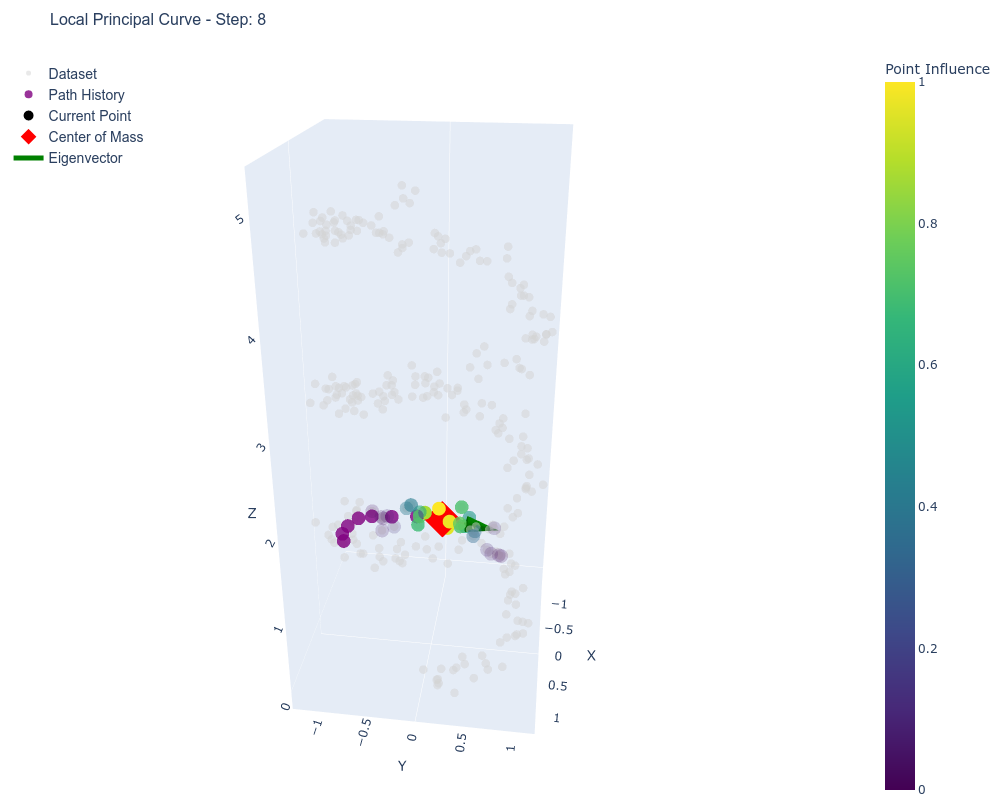 Local Principal Curve - Step: 8
Dataset
Path History
Current Point
Center of Mass
Eigenvector
Point Influence
1
0.8
0.6
0.4
0.2
0
5
4
3
2
1
0
Z
−1
−0.5
0
0.5
1
Y
−1
−0.5
0
0.5
1
X